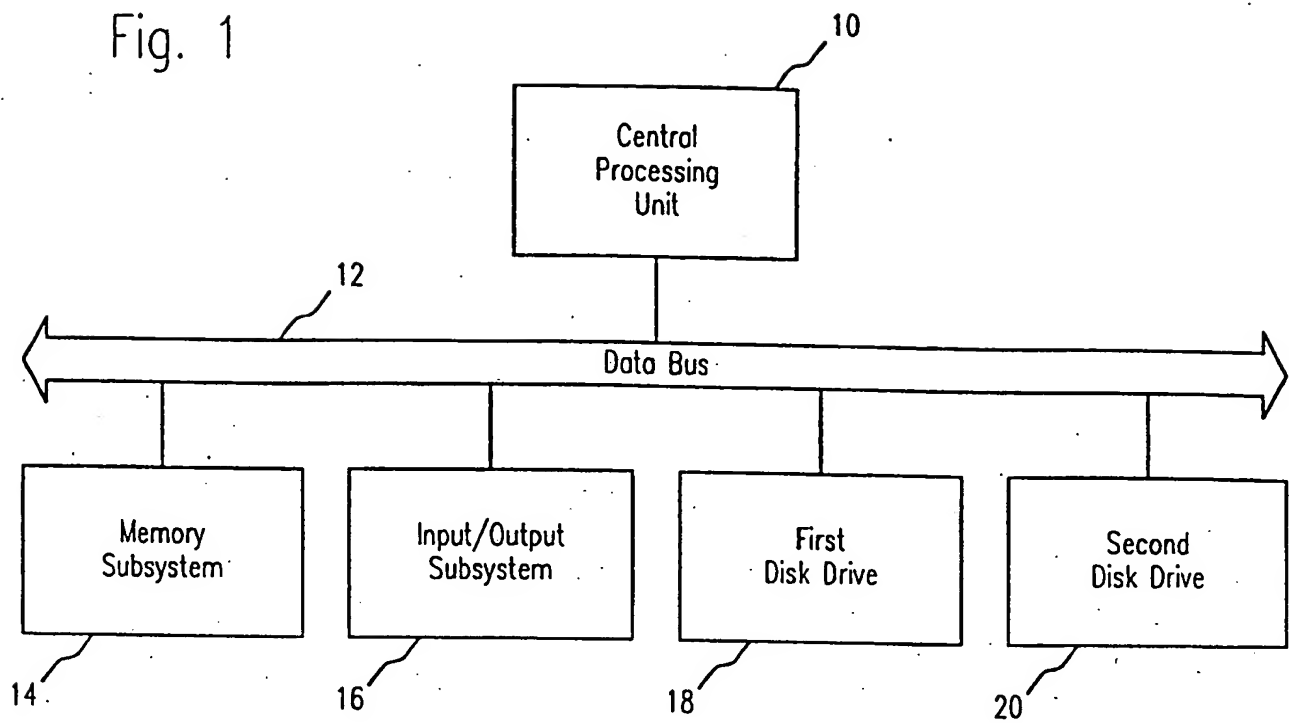 Fig. 1
10
Central
Processing
Unit
12
Data Bus
Memory
Subsystem
Input/Output
Subsystem
First
Disk Drive
Second
Disk Drive
14
16
18
20